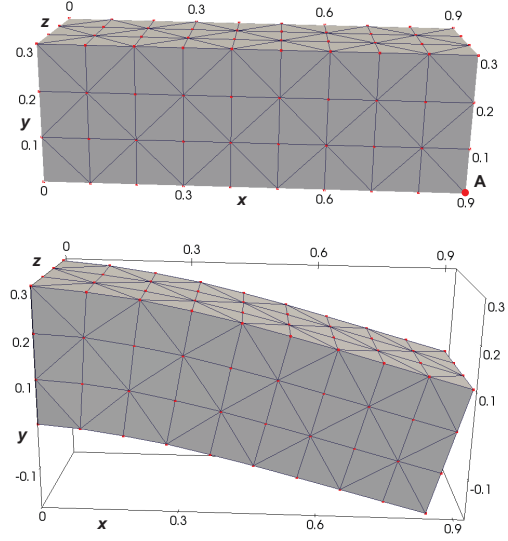 0 0.3 0.6 0.9
z
0.3 0.3
0.2 0.2
y
0.1 0.1
A
0 0.3 x 0.6 0.9
z 0 0.3 0.6 0.9
0.3 0.3
0.2 0.2
0.1 0.1
y
-0.1 -0.1
0 x 0.3 0.6 0.9